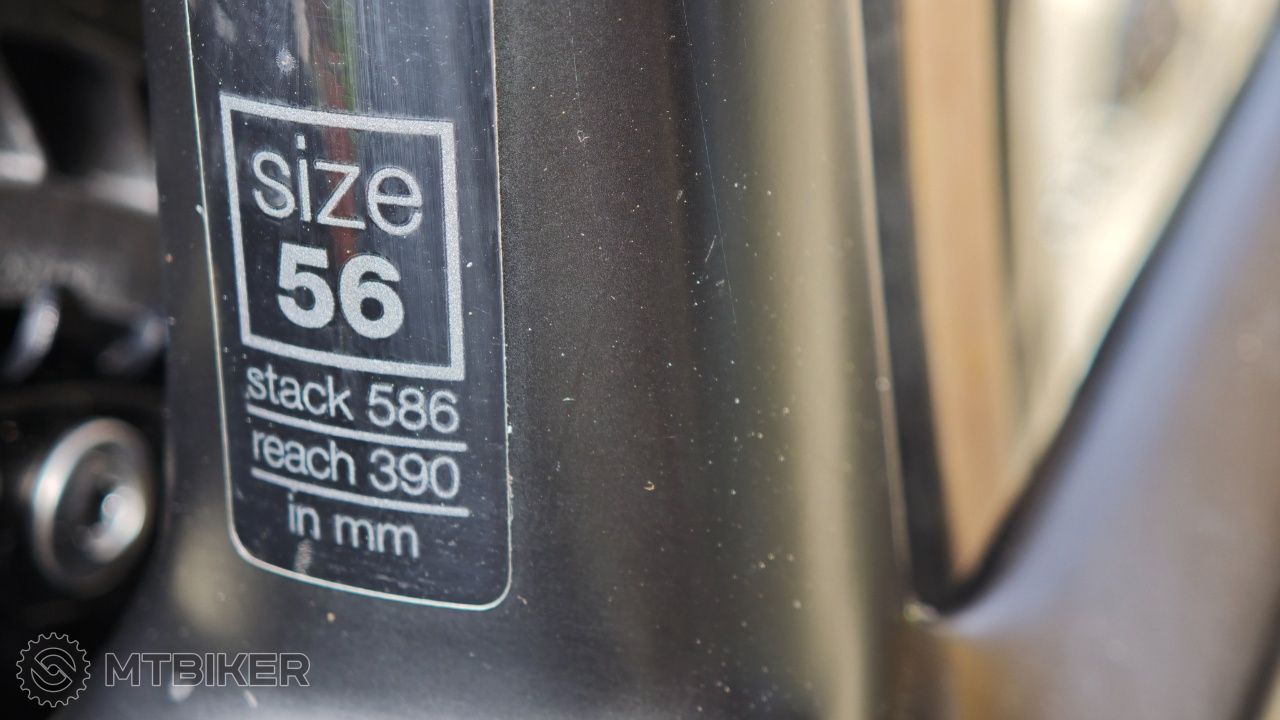 size
56
stack 586
reach 390
in mm
MTBIKER